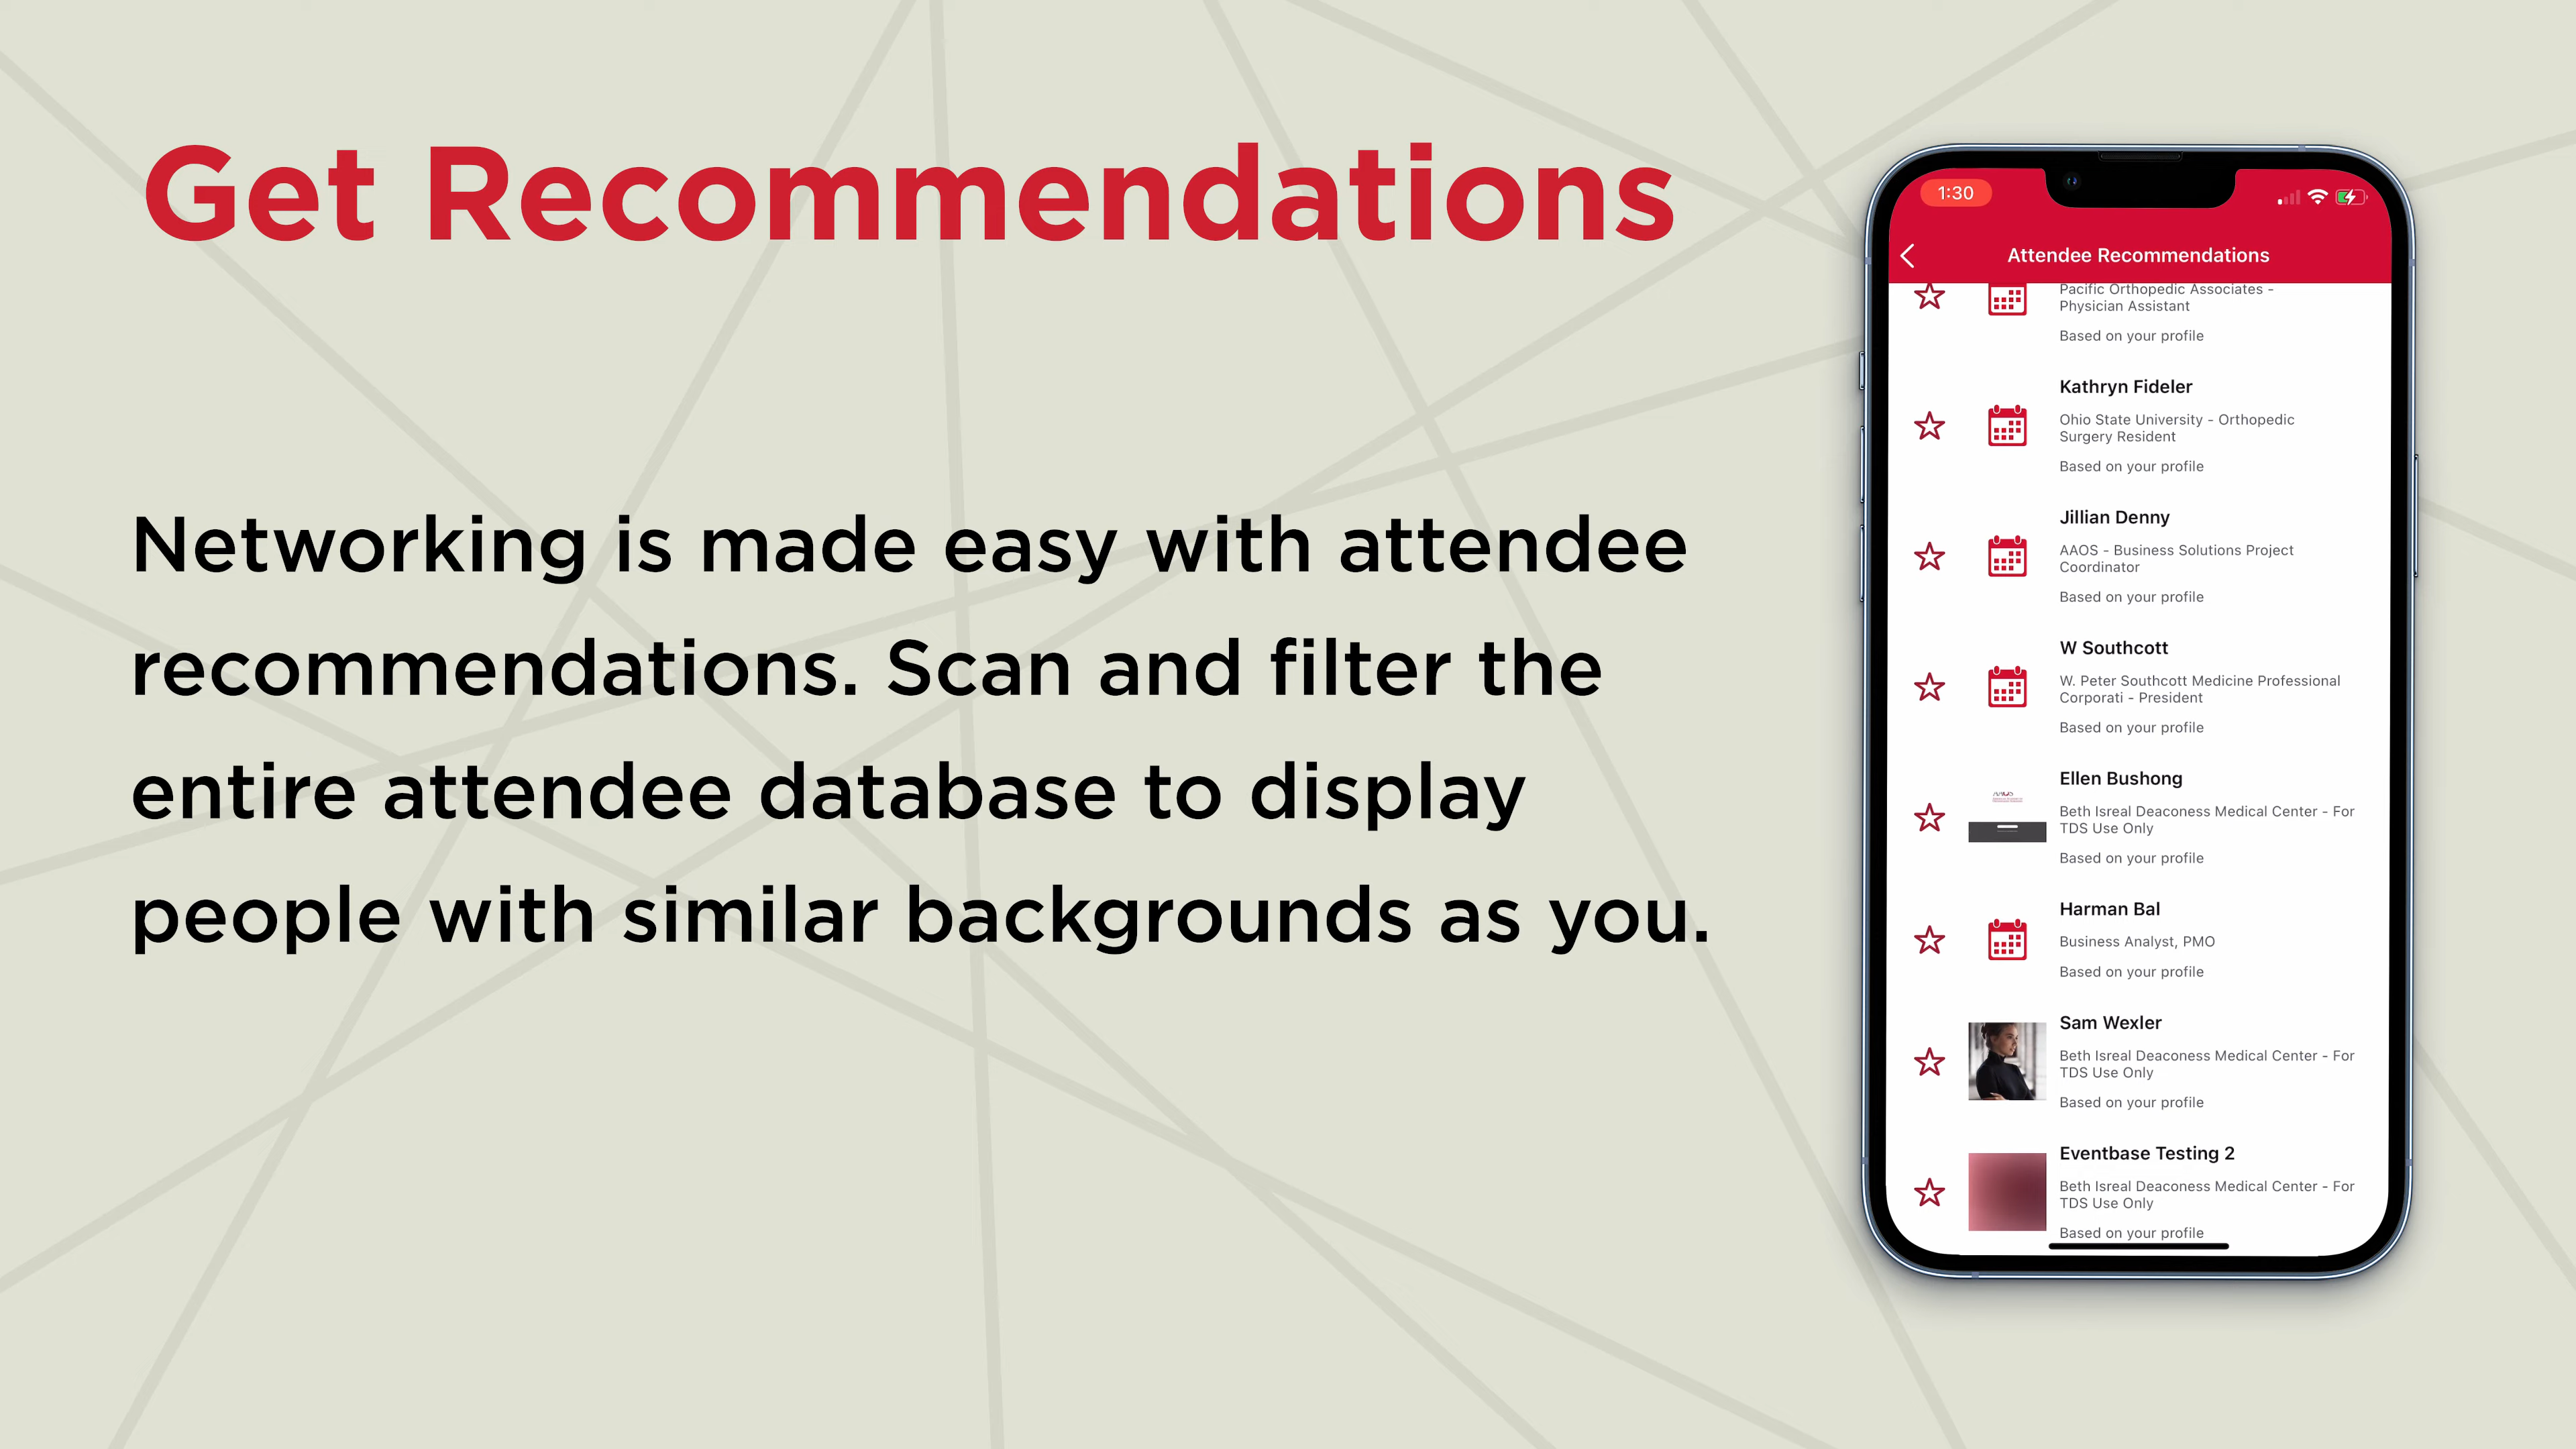 Get Recommendations
Networking is made easy with attendee
recommendations. Scan and filter the
entire attendee database to display
people with similar backgrounds as you.
1:30
Attendee Recommendations
Pacific Orthopedic Associates -
Physician Assistant
Based on your profile
Kathryn Fideler
Ohio State University - Orthopedic
Surgery Resident
Based on your profile
Jillian Denny
AAOS - Business Solutions Project
Coordinator
Based on your profile
W Southcott
W. Peter Southcott Medicine Professional
Corporati - President
Based on your profile
Ellen Bushong
Beth Isreal Deaconess Medical Center - For
TDS Use Only
Based on your profile
Harman Bal
Business Analyst, PMO
Based on your profile
Sam Wexler
Beth Isreal Deaconess Medical Center - For
TDS Use Only
Based on your profile
Eventbase Testing 2
Beth Isreal Deaconess Medical Center - For
TDS Use Only
Based on your profile